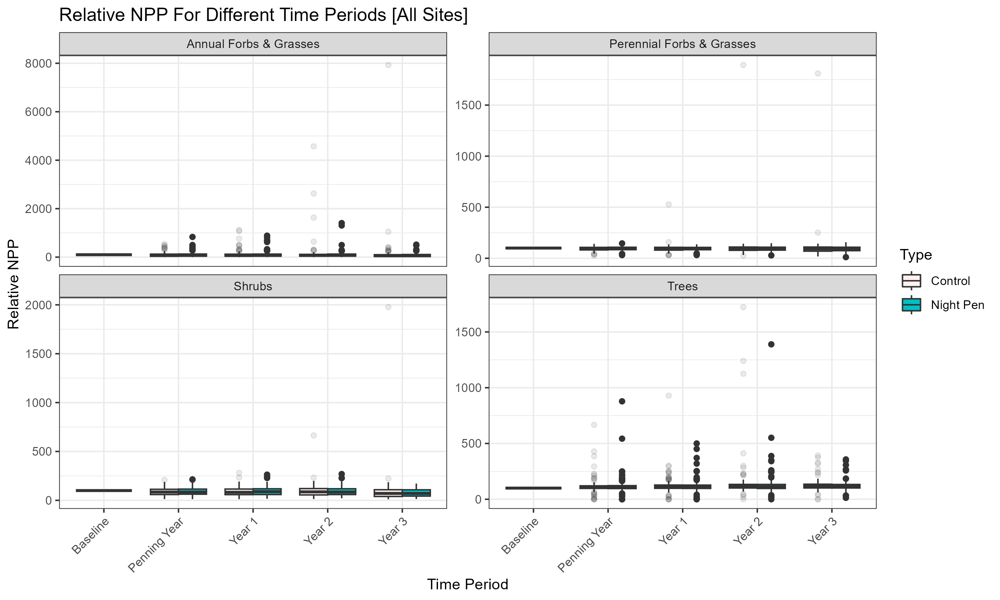 Relative NPP For Different Time Periods [All Sites]
Annual Forbs & Grasses
8000
6000
4000
2000
0
Perennial Forbs & Grasses
1500
1000
500
0
Relative NPP
Shrubs
2000
1500
1000
500
0
Trees
1500
1000
500
0
Baseline
Penning Year
Year 1
Year 2
Year 3
Baseline
Penning Year
Year 1
Year 2
Year 3
Time Period
Type
Control
Night Pen